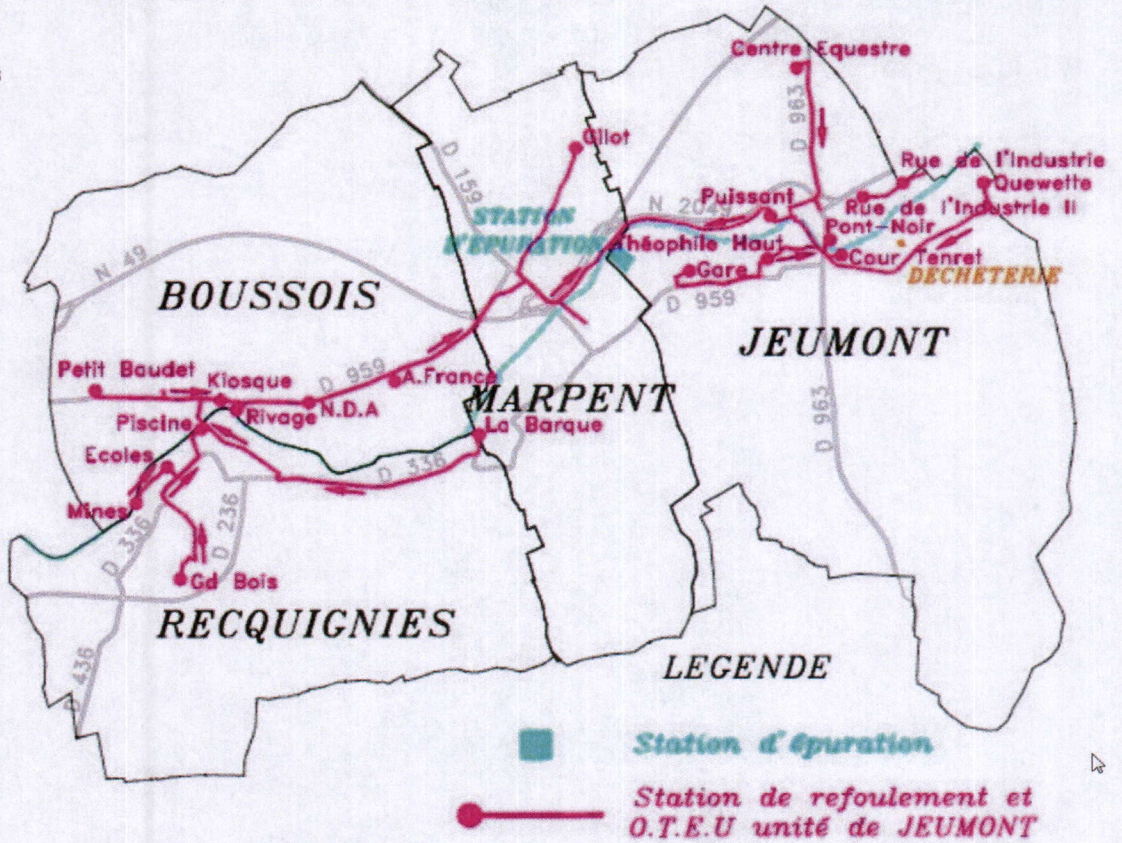 Centre Equestre
D 963
Gilot
D 159
Rue de l'Industrie
Quewette
Puissant
N 2049
Rue de l'Industrie II
STATION
D'EPURATION
Pont-Noir
Théophile Haut
Cour Tenret
Gare
DECHETERIE
N 49
BOUSSOIS
D 959
JEUMONT
Petit Baudet
Kiosque
D 959
A.France
MARPENT
Piscine
Rivage
N.D.A
La Barque
D 963
Ecoles
D 336
Mines
D 336
D 236
Gd Bois
RECQUIGNIES
D 436
LEGENDE
Station d'épuration
Station de refoulement et
O.T.E.U unité de JEUMONT